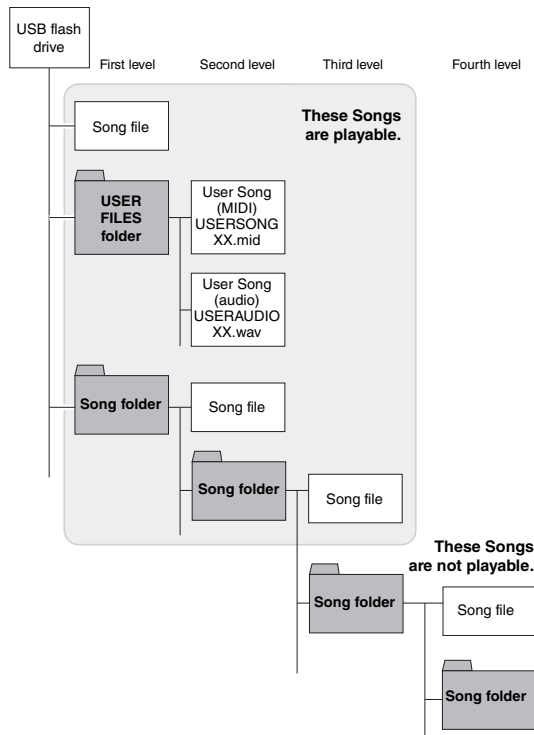 USB flash
drive
First level
Second level
Third level
Fourth level
These Songs
are playable.
Song file
USER
FILES
folder
User Song
(MIDI)
USERSONG
XX.mid
User Song
(audio)
USERAUDIO
XX.wav
Song folder
Song file
Song folder
Song file
These Songs
are not playable.
Song folder
Song file
Song folder